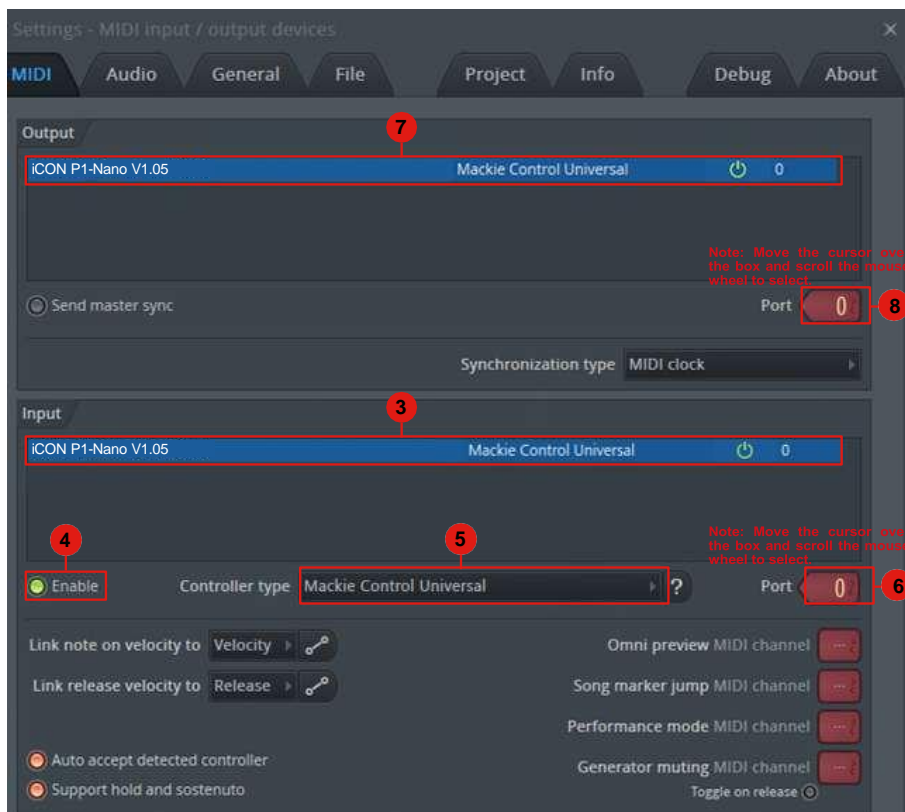 Settings - MIDI input / output devices
MIDI Audio General File Project Info Debug About
Output
7
iCON P1-Nano V1.05 Mackie Control Universal 0
Note: Move the cursor over
the box and scroll the mouse
wheel to select
Send master sync Port 0 8
Synchronization type MIDI clock
Input
3
iCON P1-Nano V1.05 Mackie Control Universal 0
4 5
Note: Move the cursor over
the box and scroll the mouse
wheel to select
Enable Controller type Mackie Control Universal ? Port 0 6
Link note on velocity to Velocity Omni preview MIDI channel ---
Link release velocity to Release Song marker jump MIDI channel ---
Performance mode MIDI channel ---
Auto accept detected controller Generator muting MIDI channel ---
Support hold and sostenuto Toggle on release